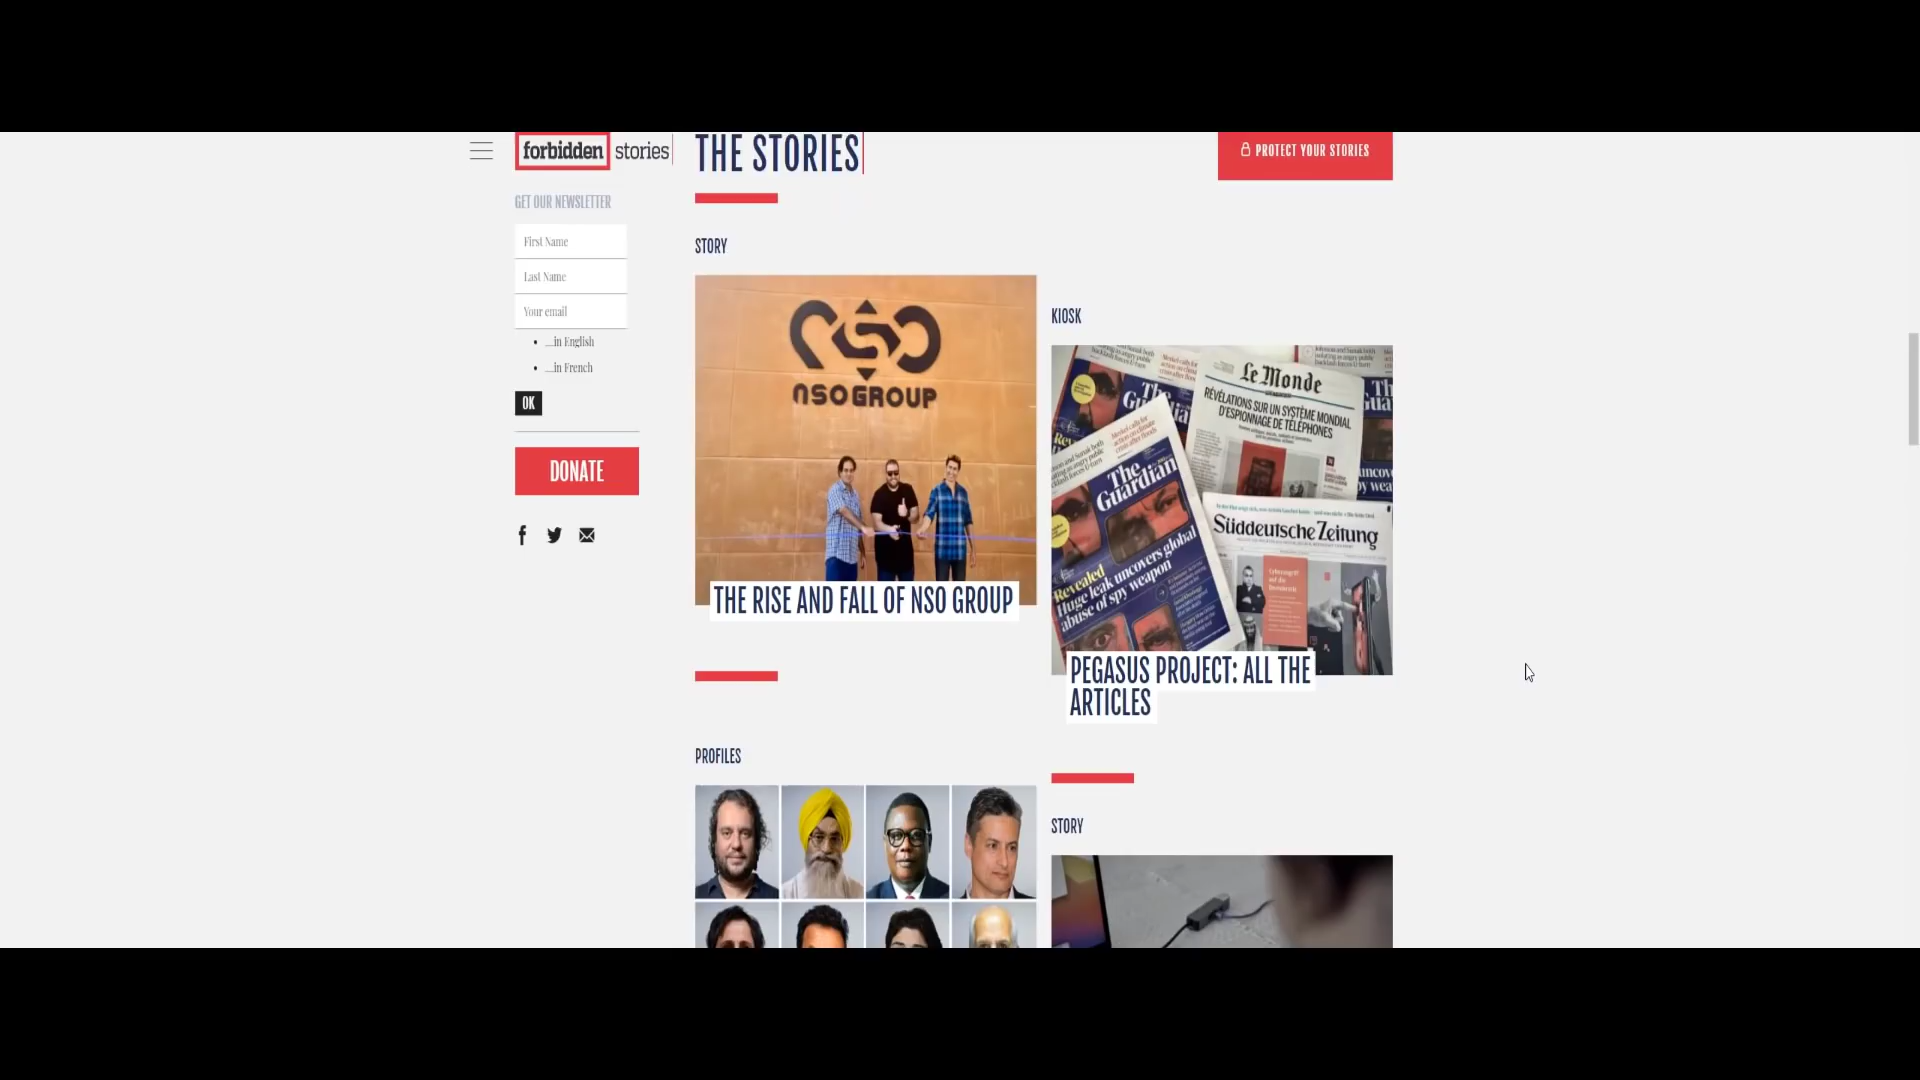 forbidden stories
THE STORIES
PROTECT YOUR STORIES
GET OUR NEWSLETTER
First Name
Last Name
Your email
...in English
...in French
OK
DONATE
STORY
NSO GROUP
THE RISE AND FALL OF NSO GROUP
KIOSK
Le Monde
RÉVÉLATIONS SUR UN SYSTÈME MONDIAL
D'ESPIONNAGE DE TÉLÉPHONES
The
Guardian
Revealed
Huge leak uncovers global
abuse of spy weapon
Süddeutsche Zeitung
PEGASUS PROJECT: ALL THE
ARTICLES
PROFILES
STORY